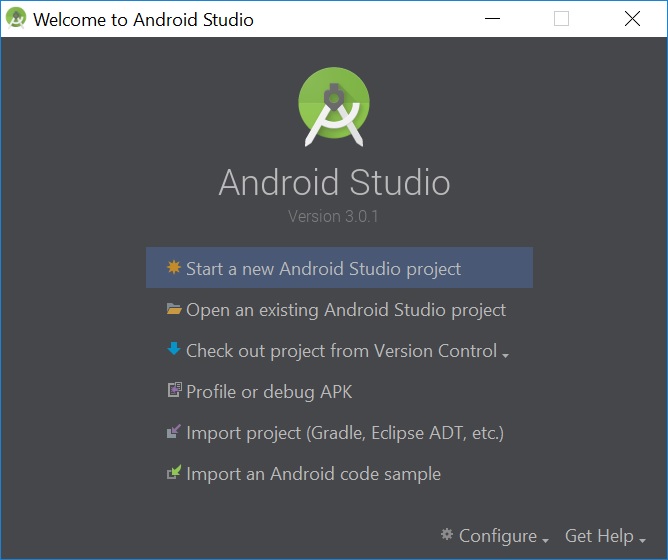 Welcome to Android Studio
Android Studio
Version 3.0.1
Start a new Android Studio project
Open an existing Android Studio project
Check out project from Version Control
Profile or debug APK
Import project (Gradle, Eclipse ADT, etc.)
Import an Android code sample
Configure Get Help